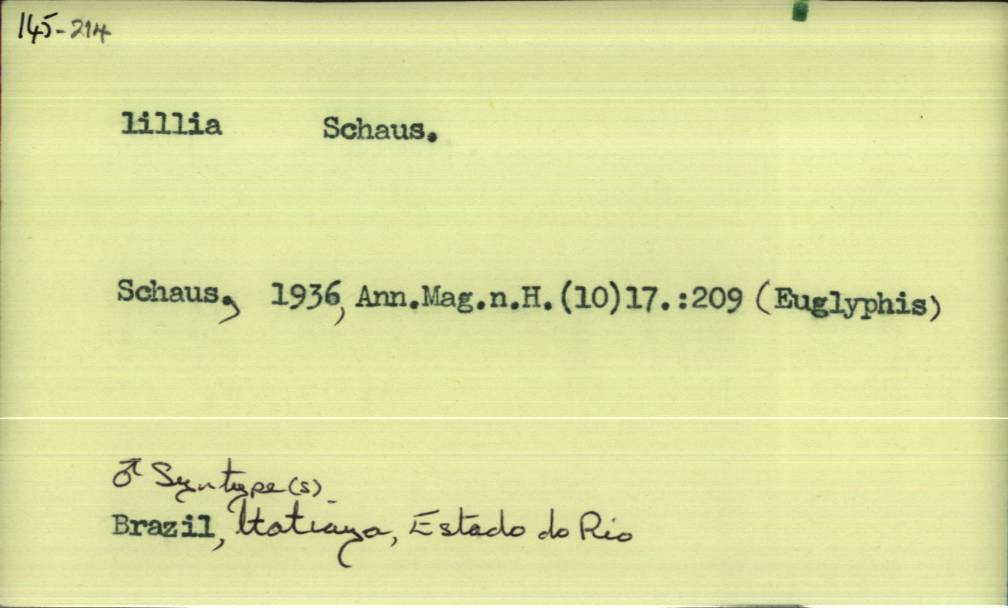 145-214
lillia Schaus.
Schaus., 1936, Ann.Mag.n.H.(10)17.:209 (Euglyphis)
♂ Syntype(s)
Brazil, Itatiaya, Estado do Rio